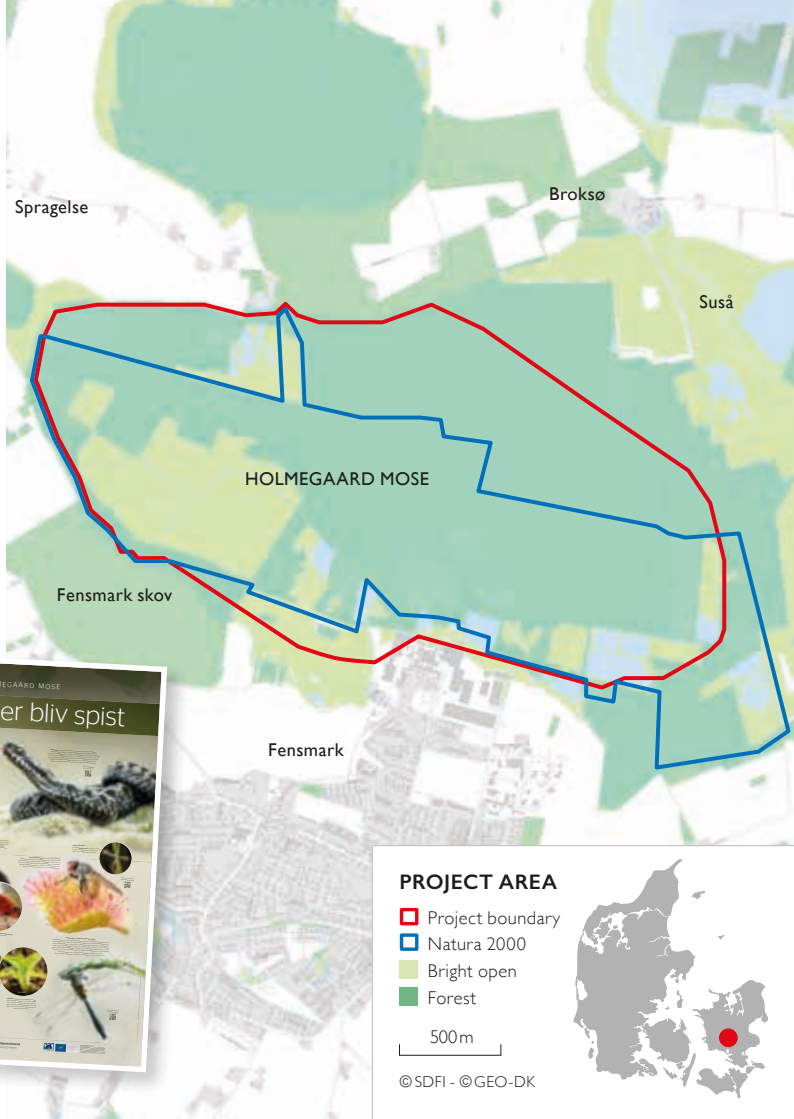 Spragelse
Broksø
Suså
HOLMEGAARD MOSE
Fensmark skov
Fensmark
EGAARD MOSE
er bliv spist
PROJECT AREA
Project boundary
Natura 2000
Bright open
Forest
500 m
© SDFI - © GEO-DK